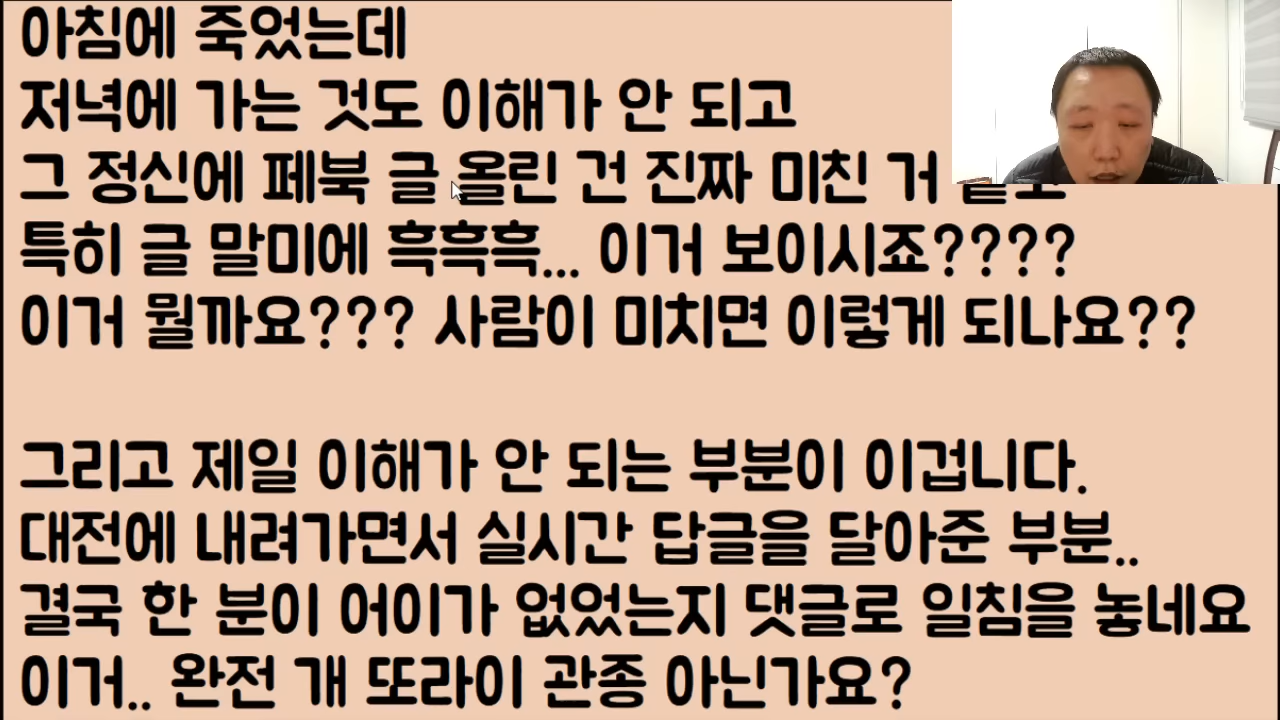 아침에 죽었는데
저녁에 가는 것도 이해가 안 되고
그 정신에 페북 글 올린 건 진짜 미친 거
특히 글 말미에 흑흑흑... 이거 보이시죠????
이거 뭘까요??? 사람이 미치면 이렇게 되나요??
그리고 제일 이해가 안 되는 부분이 이겁니다.
대전에 내려가면서 실시간 답글을 달아준 부분..
결국 한 분이 어이가 없었는지 댓글로 일침을 놓네요
이거.. 완전 개 또라이 관종 아닌가요?